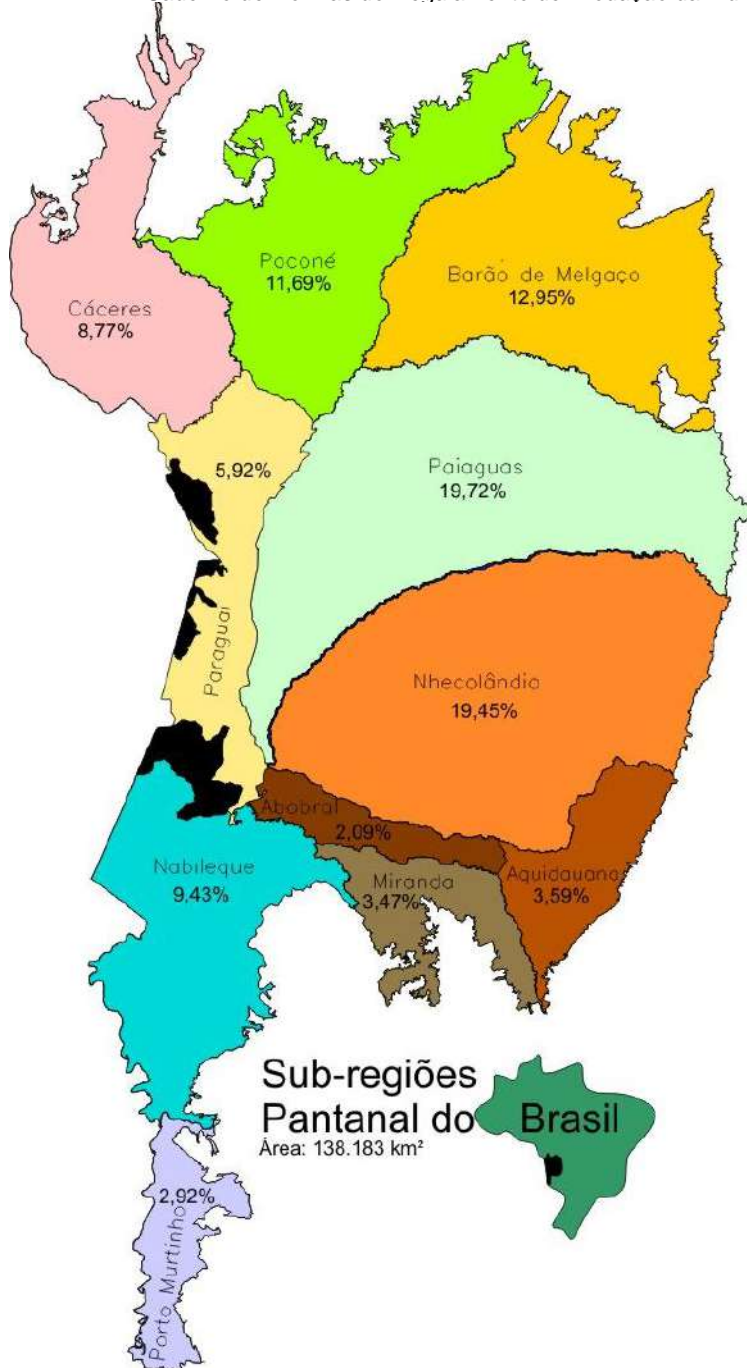 Poconé
11,69%
Barão de Melgaço
12,95%
Cáceres
8,77%
Paiaguas
19,72%
5,92%
Paraguai
Nhecolândia
19,45%
Abobral
2,09%
Nabileque
9,43%
Miranda
3,47%
Aquidauana
3,59%
Sub-regiões
Pantanal do Brasil
Área: 138.183 km²
2,92%
Porto Murtinho